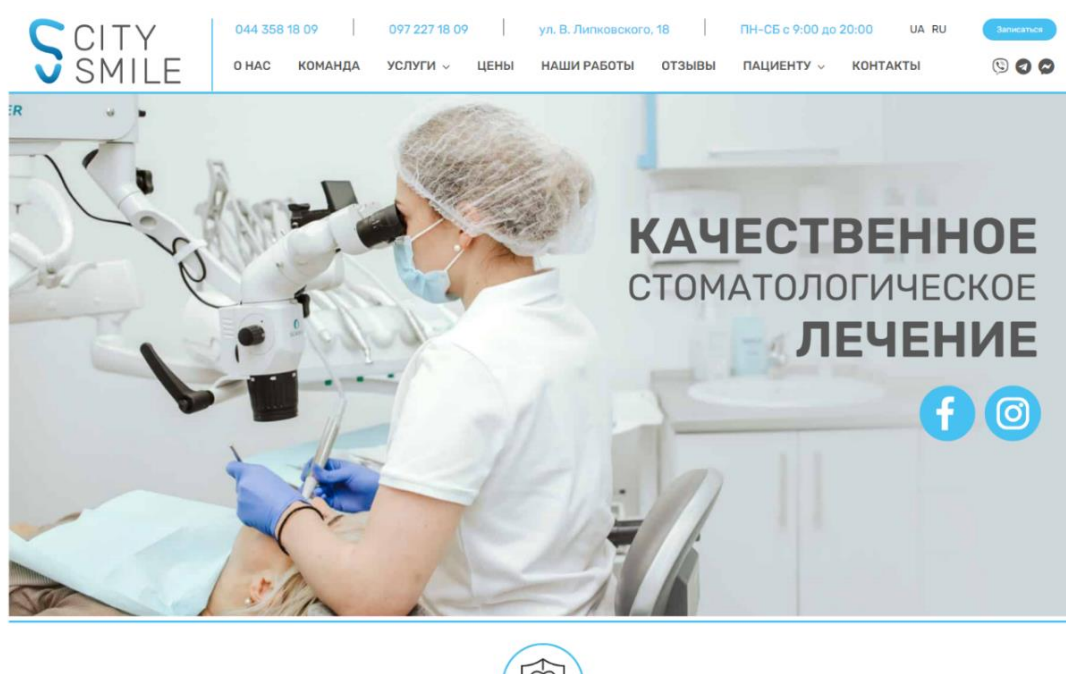 CITY
SMILE
044 358 18 09
097 227 18 09
ул. В. Липковского, 18
ПН-СБ с 9:00 до 20:00
UA RU
Записаться
О НАС
КОМАНДА
УСЛУГИ
ЦЕНЫ
НАШИ РАБОТЫ
ОТЗЫВЫ
ПАЦИЕНТУ
КОНТАКТЫ
КАЧЕСТВЕННОЕ
СТОМАТОЛОГИЧЕСКОЕ
ЛЕЧЕНИЕ